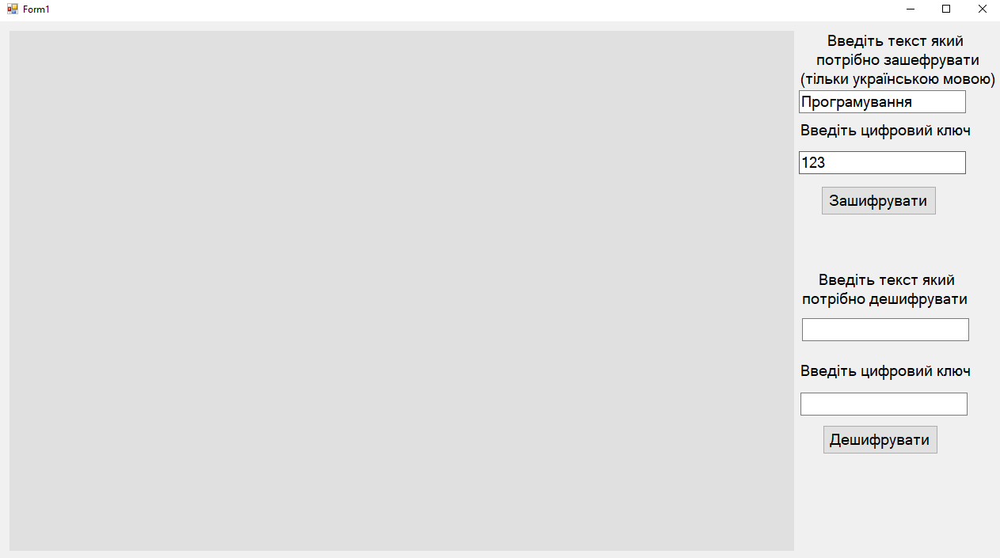 Form1
Введіть текст який
потрібно зашефрувати
(тільки українською мовою)
Програмування
Введіть цифровий ключ
123
Зашифрувати
Введіть текст який
потрібно дешифрувати
Введіть цифровий ключ
Дешифрувати